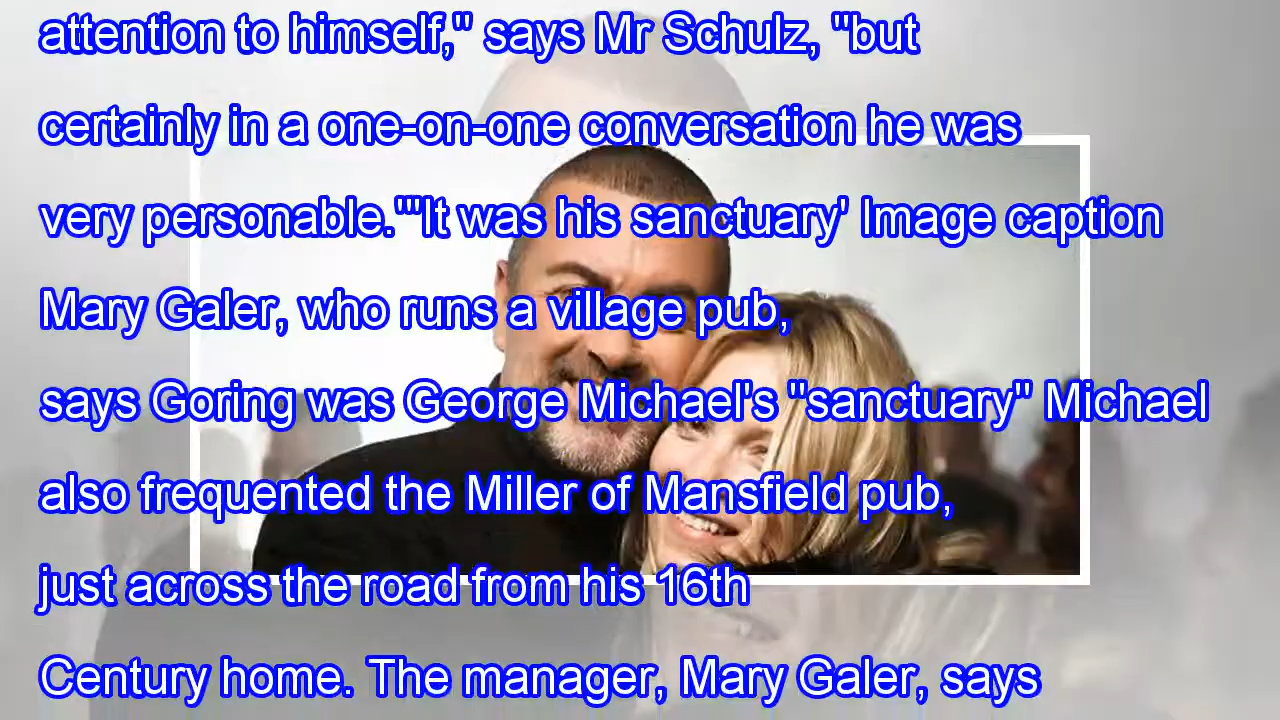 attention to himself," says Mr Schulz, "but
certainly in a one-on-one conversation he was
very personable."'It was his sanctuary' Image caption
Mary Galer, who runs a village pub,
says Goring was George Michael's "sanctuary" Michael
also frequented the Miller of Mansfield pub,
just across the road from his 16th
Century home. The manager, Mary Galer, says